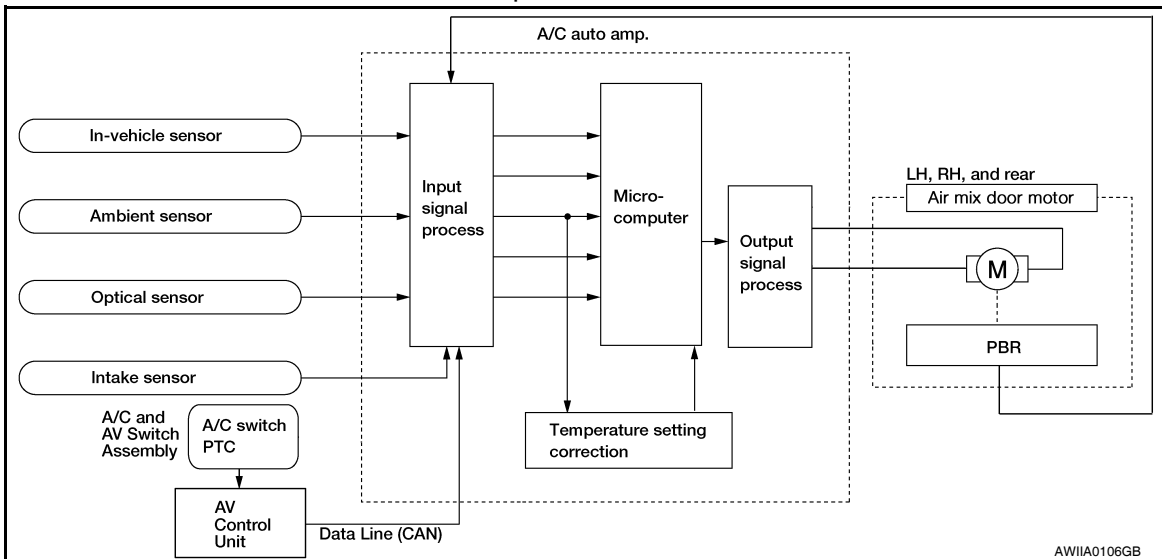 A/C auto amp.
In-vehicle sensor
Ambient sensor
Optical sensor
Intake sensor
A/C and
AV Switch
Assembly
A/C switch
PTC
AV
Control
Unit
Data Line (CAN)
Input
signal
process
Micro-
computer
Temperature setting
correction
Output
signal
process
LH, RH, and rear
Air mix door motor
M
PBR
AWIIA0106GB